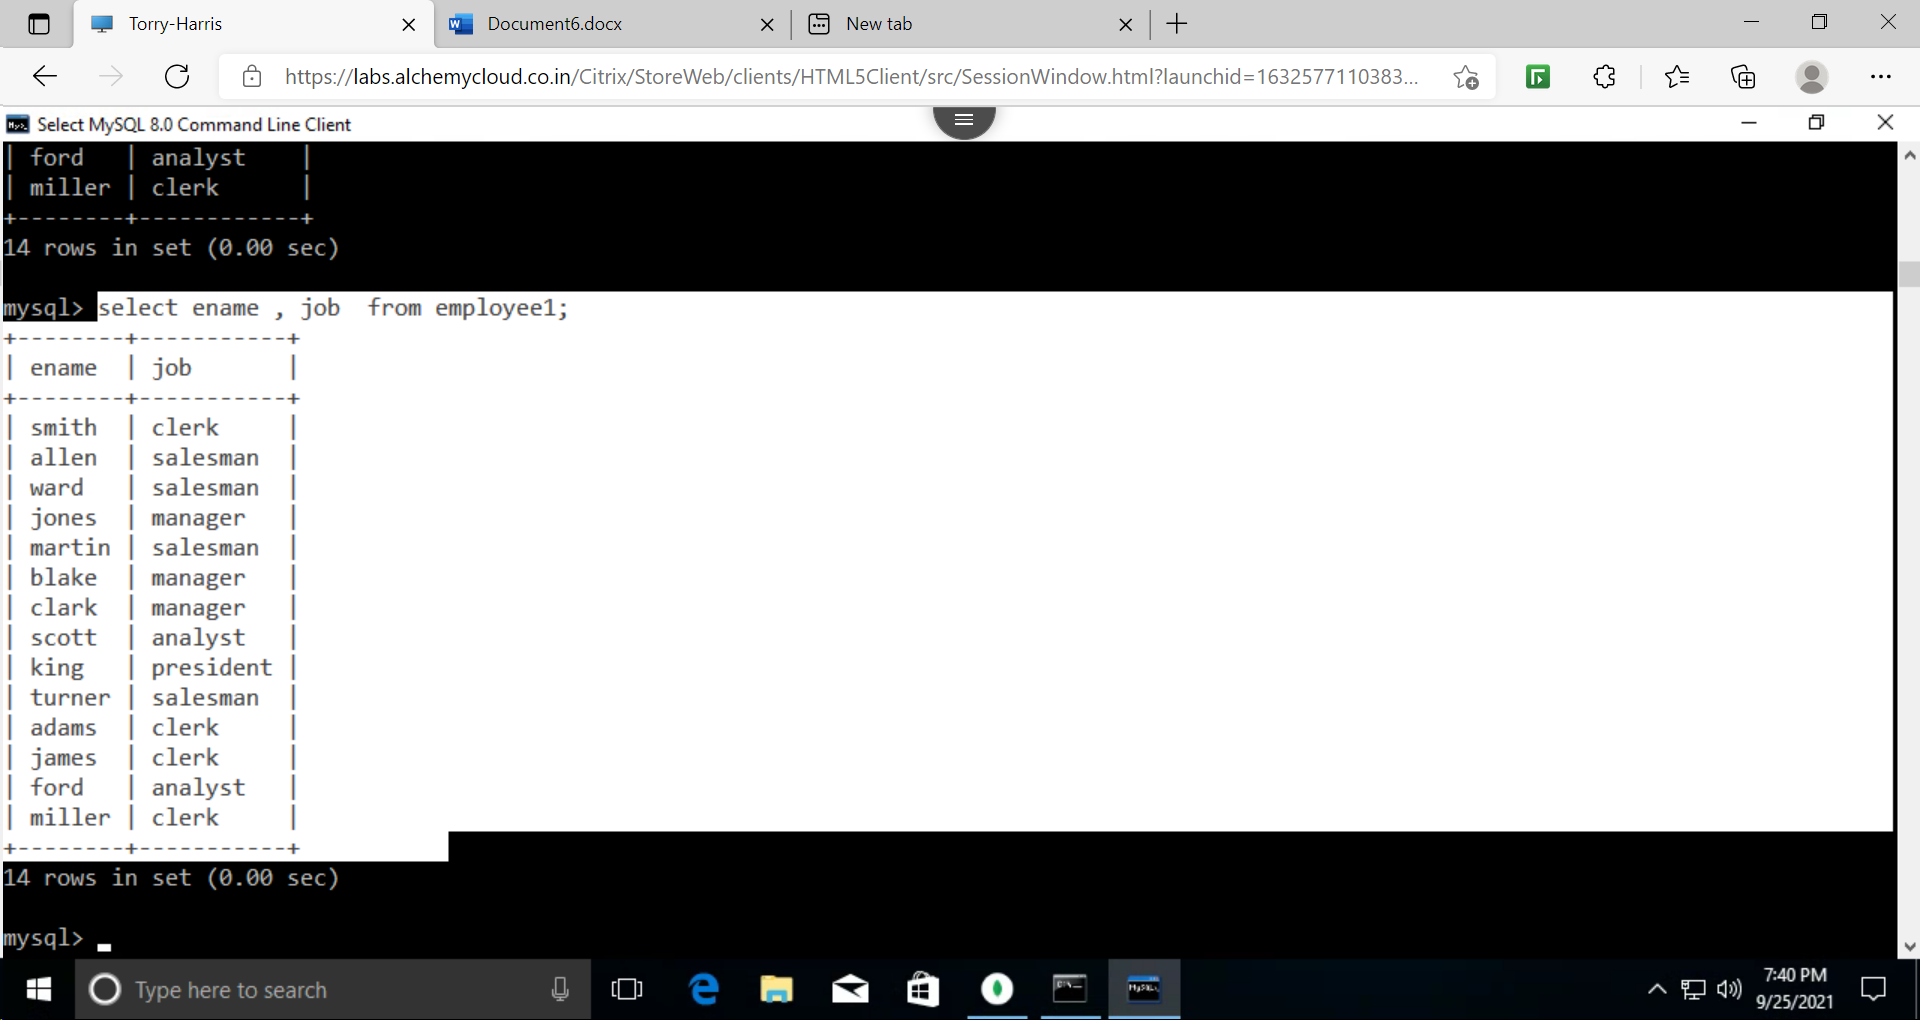 Torry-Harris
Document6.docx
New tab
https://labs.alchemycloud.co.in/Citrix/StoreWeb/clients/HTML5Client/src/SessionWindow.html?launchid=1632577110383...
Select MySQL 8.0 Command Line Client
| ford   | analyst    |
| miller | clerk      |
+--------+------------+
14 rows in set (0.00 sec)
mysql> select ename , job  from employee1;
+--------+-----------+
| ename  | job       |
+--------+-----------+
| smith  | clerk     |
| allen  | salesman  |
| ward   | salesman  |
| jones  | manager   |
| martin | salesman  |
| blake  | manager   |
| clark  | manager   |
| scott  | analyst   |
| king   | president |
| turner | salesman  |
| adams  | clerk     |
| james  | clerk     |
| ford   | analyst   |
| miller | clerk     |
+--------+-----------+
14 rows in set (0.00 sec)
mysql> _
Type here to search
7:40 PM
9/25/2021